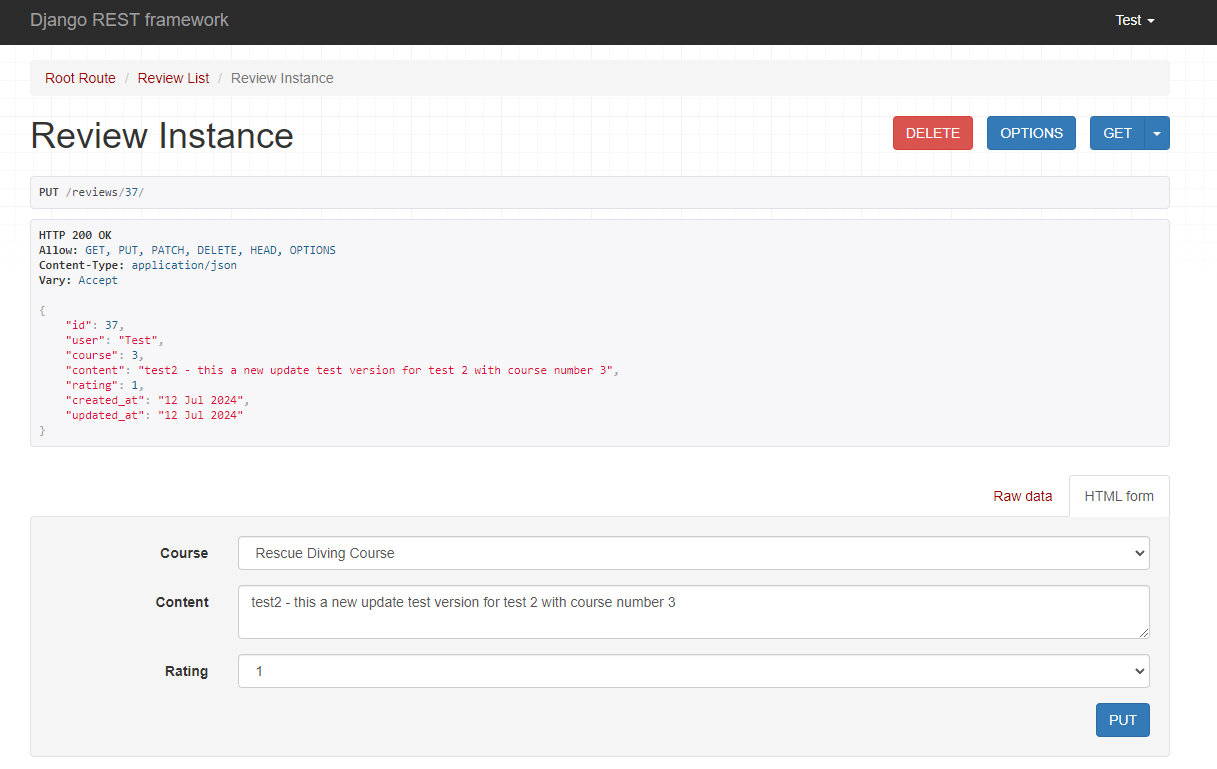 Django REST framework
Test
Root Route / Review List / Review Instance
Review Instance
DELETE
OPTIONS
GET
PUT /reviews/37/
HTTP 200 OK
Allow: GET, PUT, PATCH, DELETE, HEAD, OPTIONS
Content-Type: application/json
Vary: Accept
{
    "id": 37,
    "user": "Test",
    "course": 3,
    "content": "test2 - this a new update test version for test 2 with course number 3",
    "rating": 1,
    "created_at": "12 Jul 2024",
    "updated_at": "12 Jul 2024"
}
Raw data
HTML form
Course
Rescue Diving Course
Content
test2 - this a new update test version for test 2 with course number 3
Rating
1
PUT